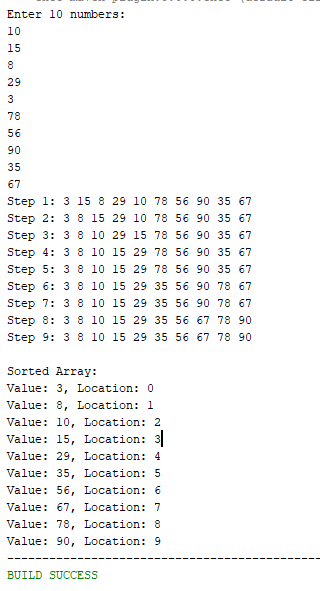 Enter 10 numbers:
10
15
8
29
3
78
56
90
35
67
Step 1: 3 15 8 29 10 78 56 90 35 67
Step 2: 3 8 15 29 10 78 56 90 35 67
Step 3: 3 8 10 29 15 78 56 90 35 67
Step 4: 3 8 10 15 29 78 56 90 35 67
Step 5: 3 8 10 15 29 78 56 90 35 67
Step 6: 3 8 10 15 29 35 56 90 78 67
Step 7: 3 8 10 15 29 35 56 90 78 67
Step 8: 3 8 10 15 29 35 56 67 78 90
Step 9: 3 8 10 15 29 35 56 67 78 90
Sorted Array:
Value: 3, Location: 0
Value: 8, Location: 1
Value: 10, Location: 2
Value: 15, Location: 3
Value: 29, Location: 4
Value: 35, Location: 5
Value: 56, Location: 6
Value: 67, Location: 7
Value: 78, Location: 8
Value: 90, Location: 9
------------------------------------------------
BUILD SUCCESS